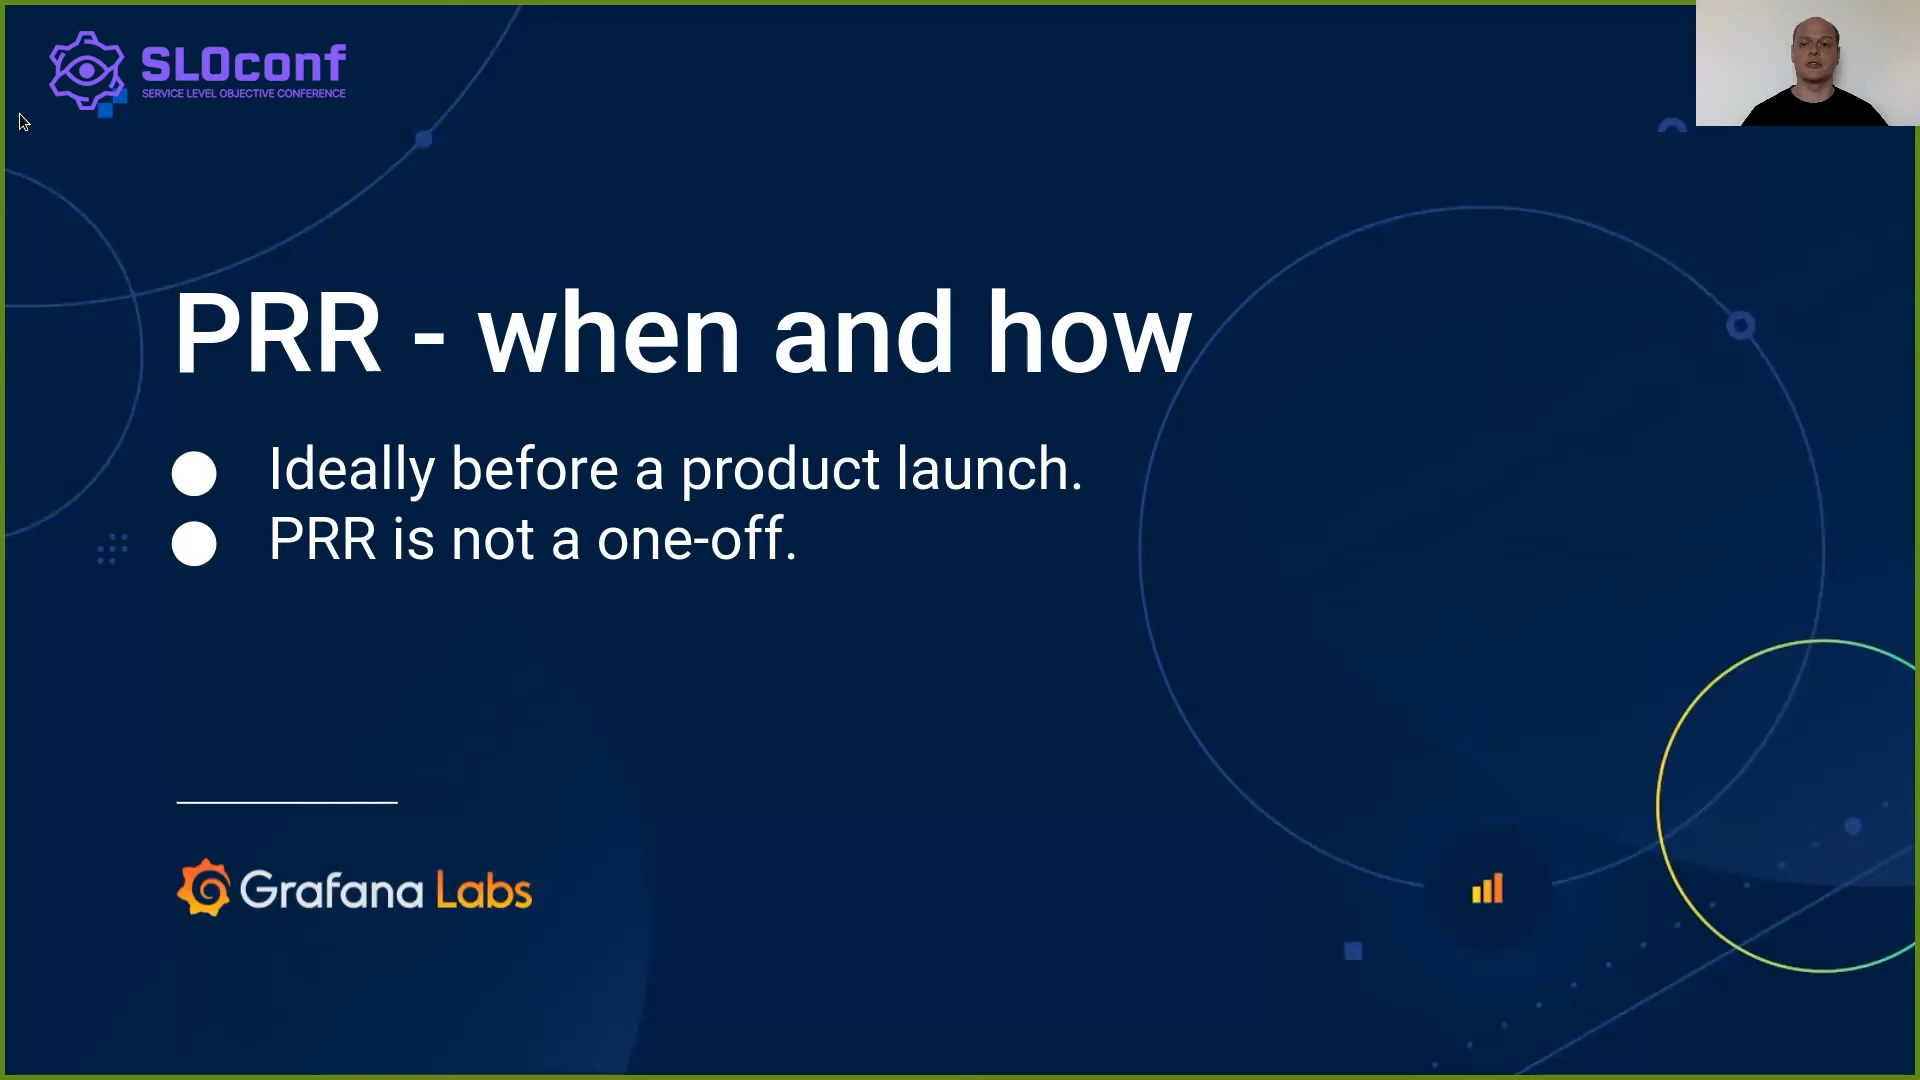 SLOconf
SERVICE LEVEL OBJECTIVE CONFERENCE
PRR - when and how
Ideally before a product launch.
PRR is not a one-off.
Grafana Labs